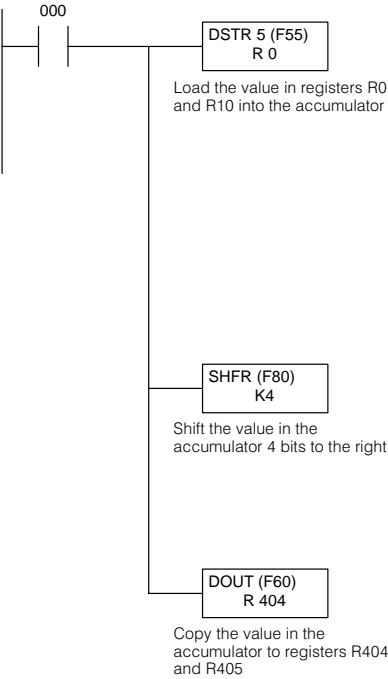 000
DSTR 5 (F55)
R 0
Load the value in registers R0
and R10 into the accumulator
SHFR (F80)
K4
Shift the value in the
accumulator 4 bits to the right
DOUT (F60)
R 404
Copy the value in the
accumulator to registers R404
and R405